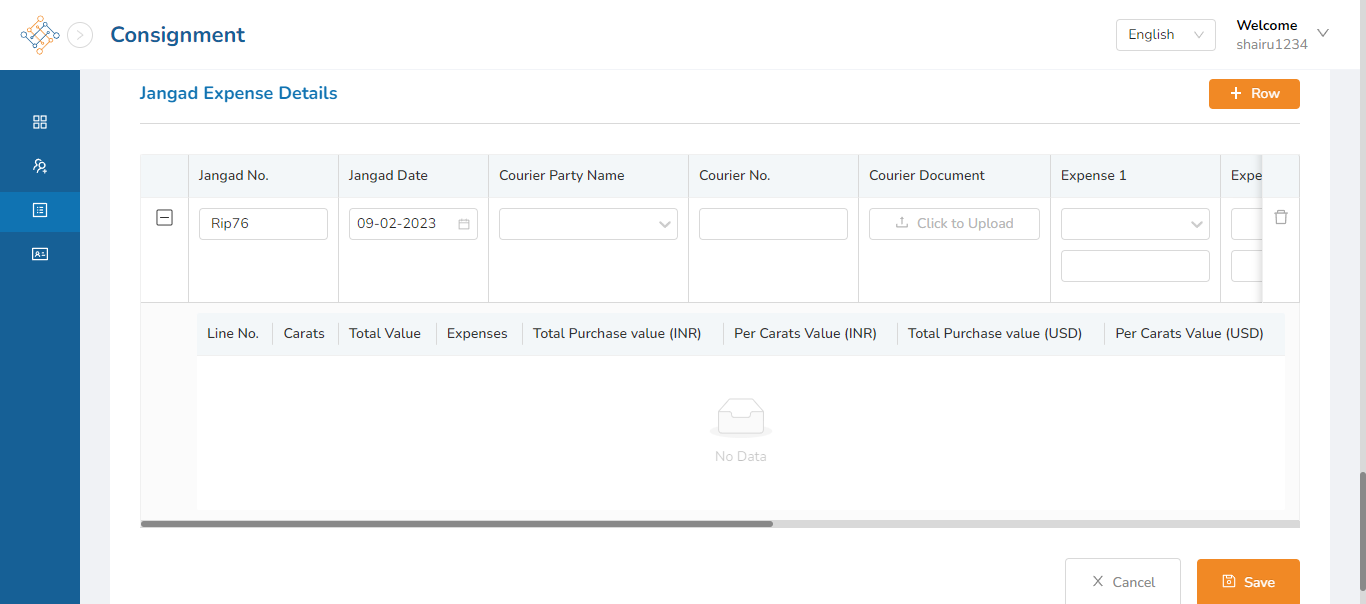 Consignment
English
Welcome
shairu1234
Jangad Expense Details
+ Row
Jangad No. Jangad Date Courier Party Name Courier No. Courier Document Expense 1 Expe
Rip76 09-02-2023 Click to Upload
Line No. Carats Total Value Expenses Total Purchase value (INR) Per Carats Value (INR) Total Purchase value (USD) Per Carats Value (USD)
No Data
X Cancel Save